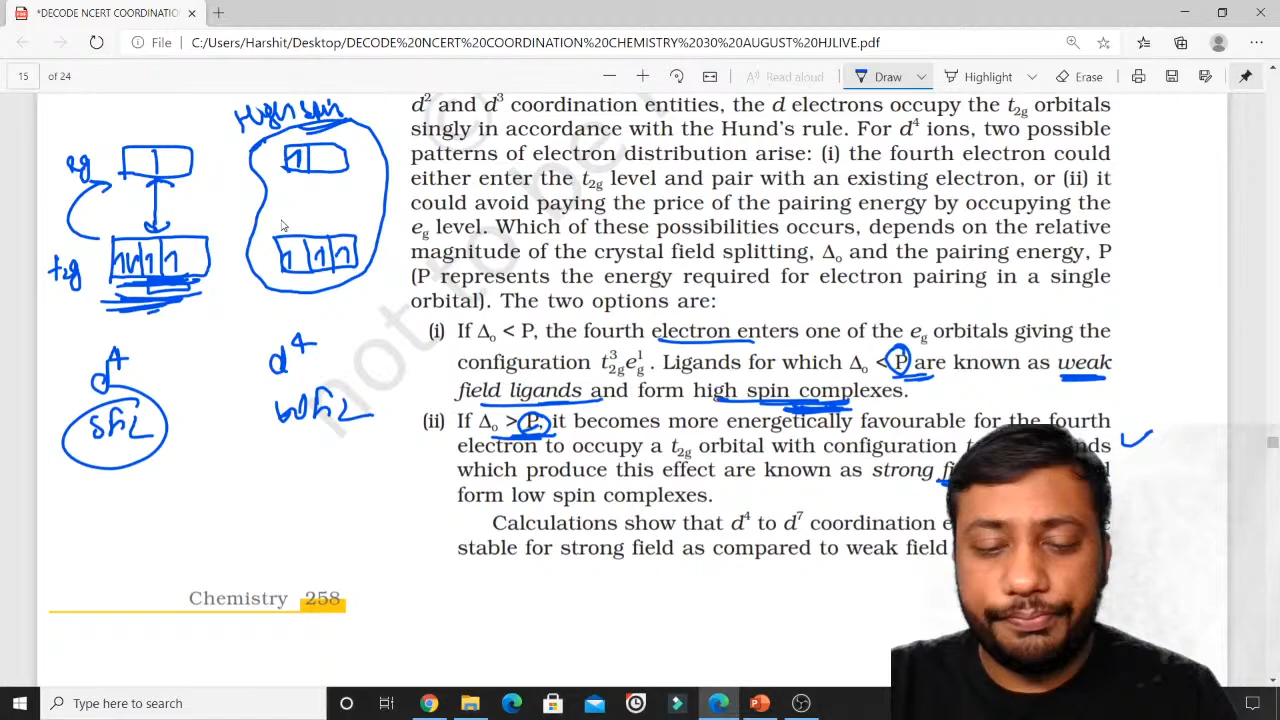 *DECODE NCERT COORDINATION CH
File
C:/Users/Harshit/Desktop/DECODE%20NCERT%20COORDINATION%20CHEMISTRY%2030%20AUGUST%20HJLIVE.pdf
15 of 24
Read aloud
Draw
Highlight
Erase
High spin
eg
t2g
d4
SFL
d4
WFL
not to be r
d² and d³ coordination entities, the d electrons occupy the t₂g orbitals
singly in accordance with the Hund's rule. For d⁴ ions, two possible
patterns of electron distribution arise: (i) the fourth electron could
either enter the t₂g level and pair with an existing electron, or (ii) it
could avoid paying the price of the pairing energy by occupying the
eg level. Which of these possibilities occurs, depends on the relative
magnitude of the crystal field splitting, Δₒ and the pairing energy, P
(P represents the energy required for electron pairing in a single
orbital). The two options are:
(i) If Δₒ < P, the fourth electron enters one of the eg orbitals giving the
configuration t³₂g e¹g. Ligands for which Δₒ < P are known as weak
field ligands and form high spin complexes.
(ii) If Δₒ > P, it becomes more energetically favourable for the fourth
electron to occupy a t₂g orbital with configuration
which produce this effect are known as strong
form low spin complexes.
Calculations show that d⁴ to d⁷ coordination
stable for strong field as compared to weak field
Chemistry 258
Type here to search